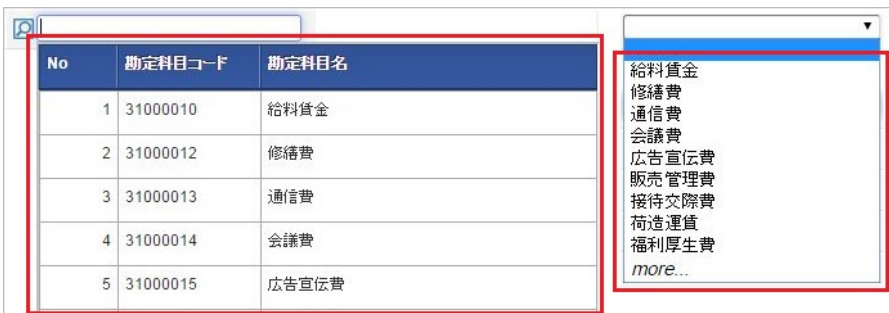 No 勘定科目コード 勘定科目名
1 31000010 給料賃金
2 31000012 修繕費
3 31000013 通信費
4 31000014 会議費
5 31000015 広告宣伝費
給料賃金
修繕費
通信費
会議費
広告宣伝費
販売管理費
接待交際費
荷造運賃
福利厚生費
more...